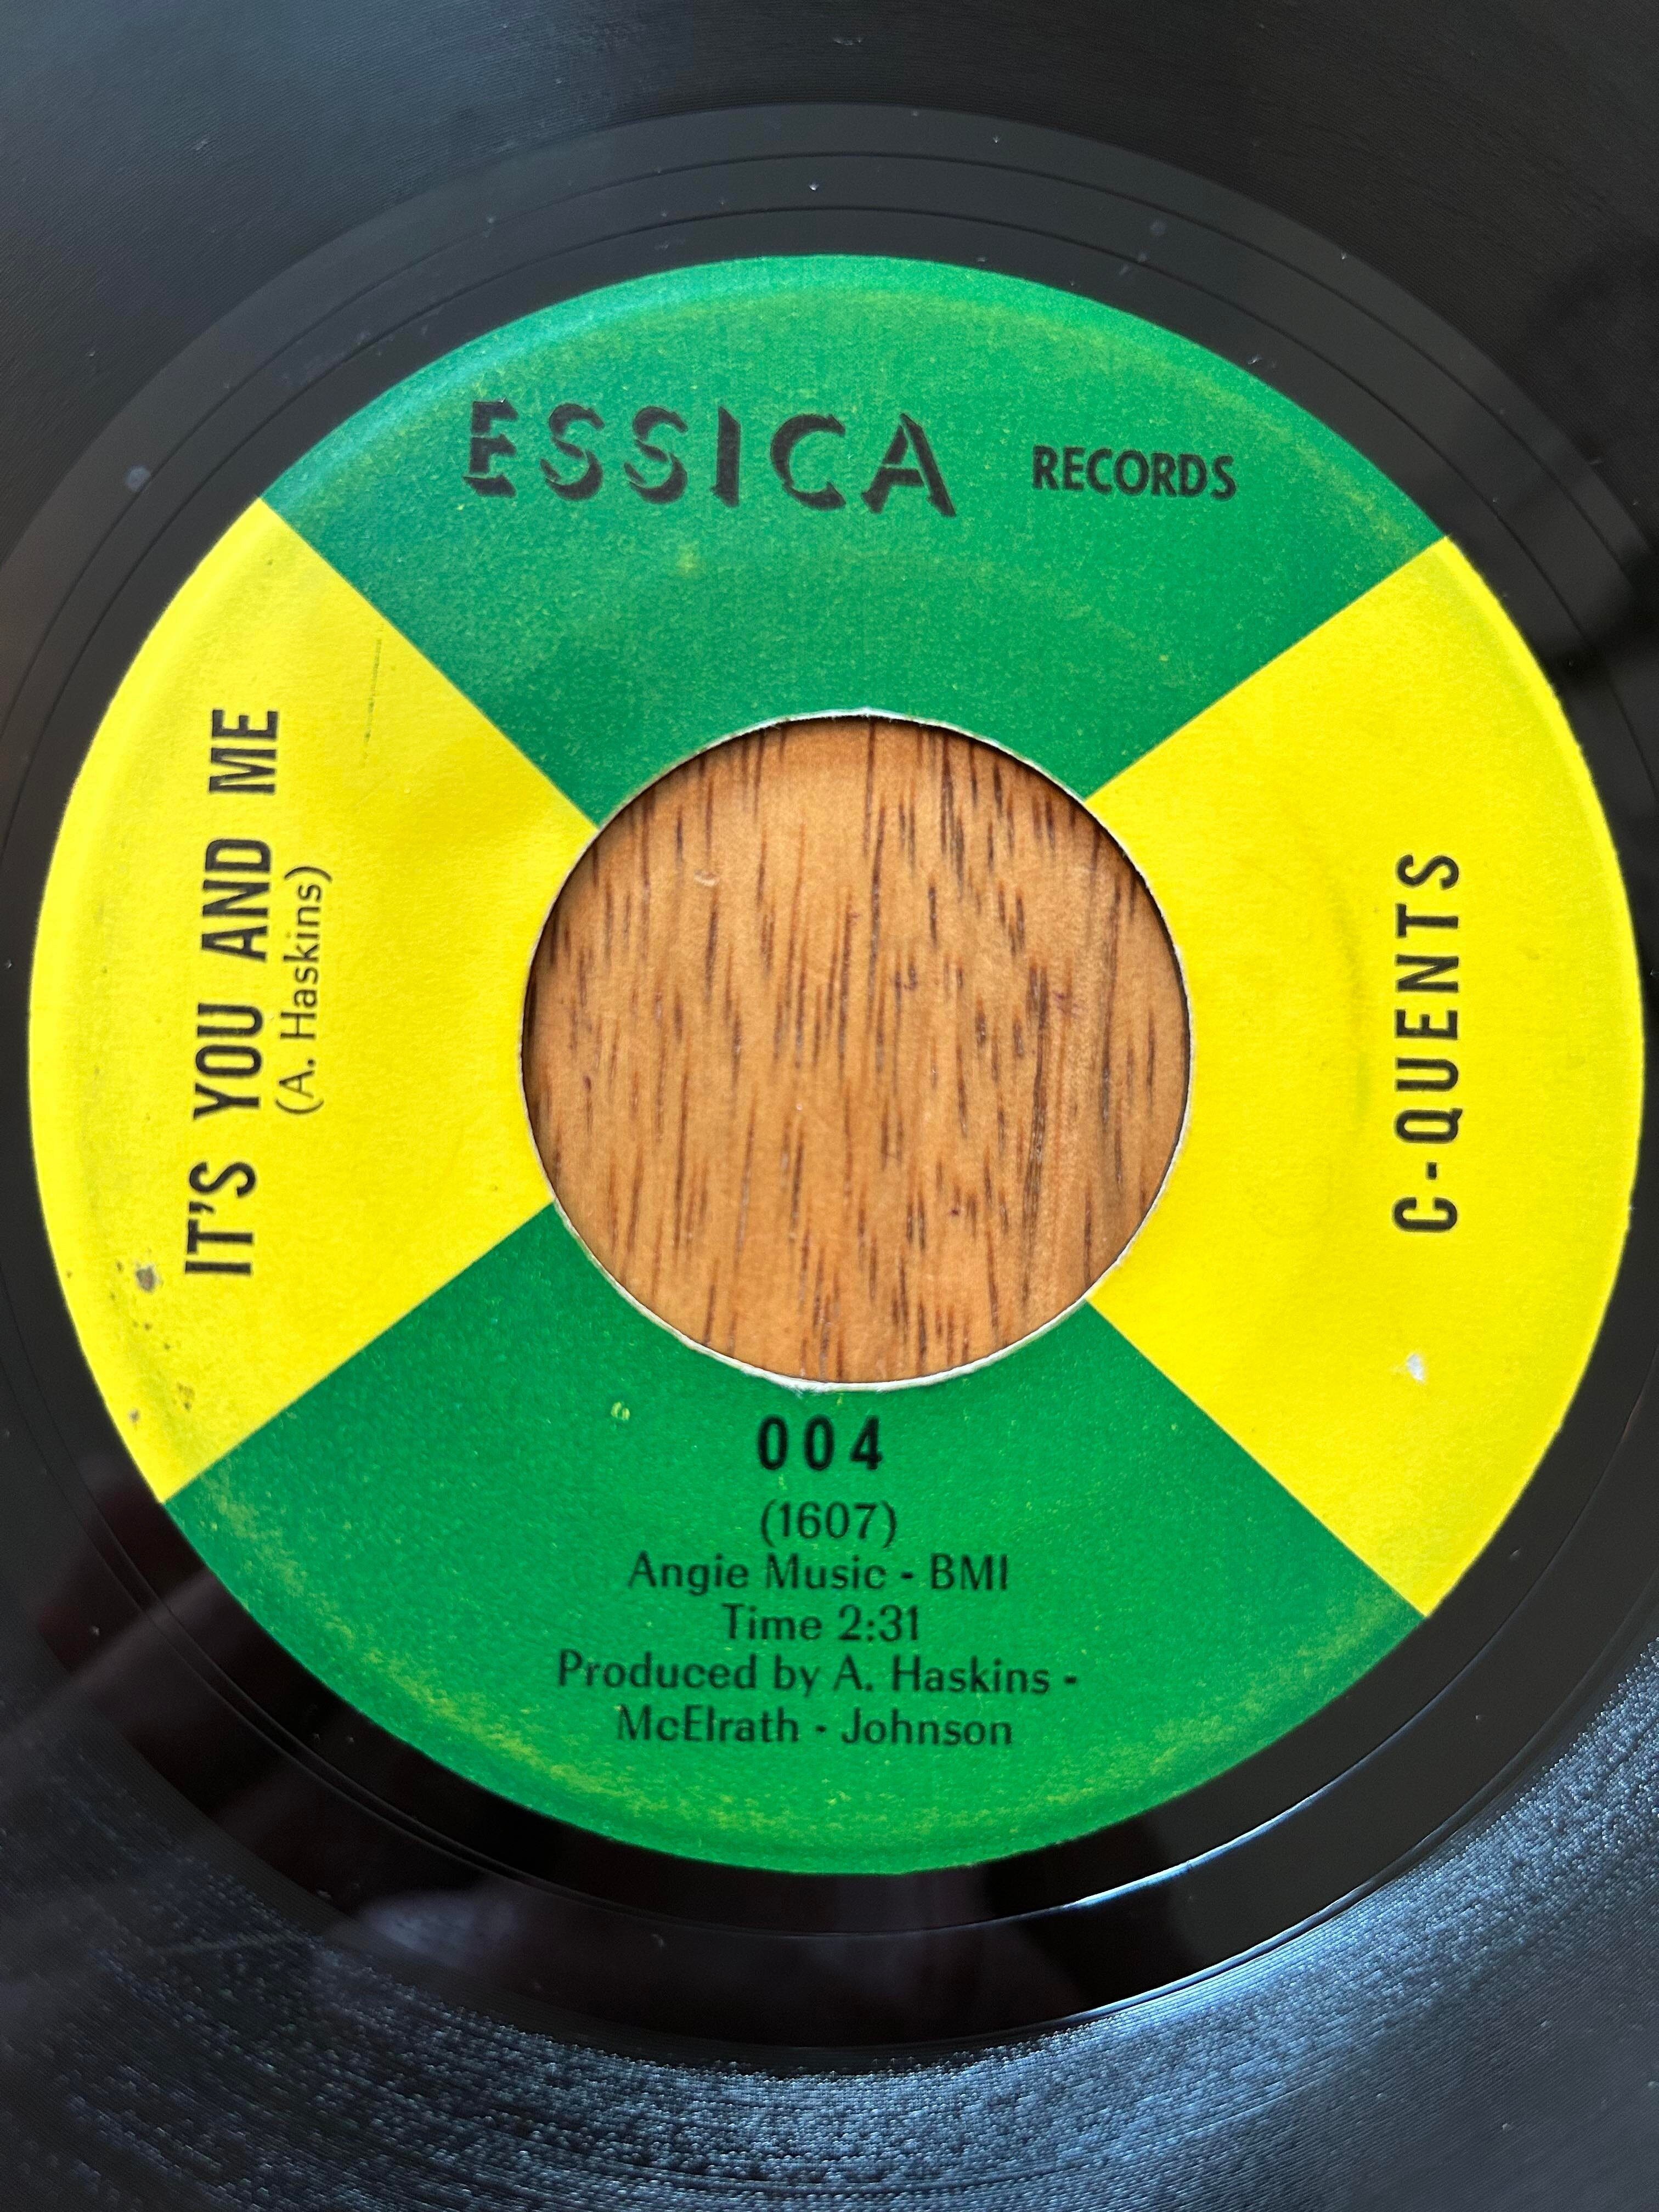 ESSICA RECORDS
IT'S YOU AND ME
(A. Haskins)
C-QUENTS
004
(1607)
Angie Music - BMI
Time 2:31
Produced by A. Haskins -
McElrath - Johnson